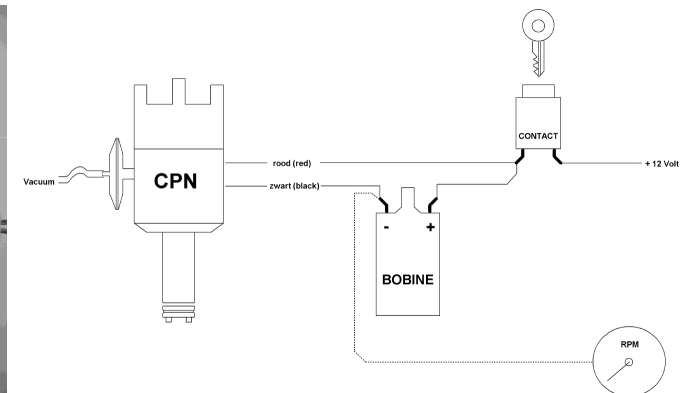 CONTACT
rood (red)
+ 12 Volt
Vacuum
CPN
zwart (black)
- +
BOBINE
RPM